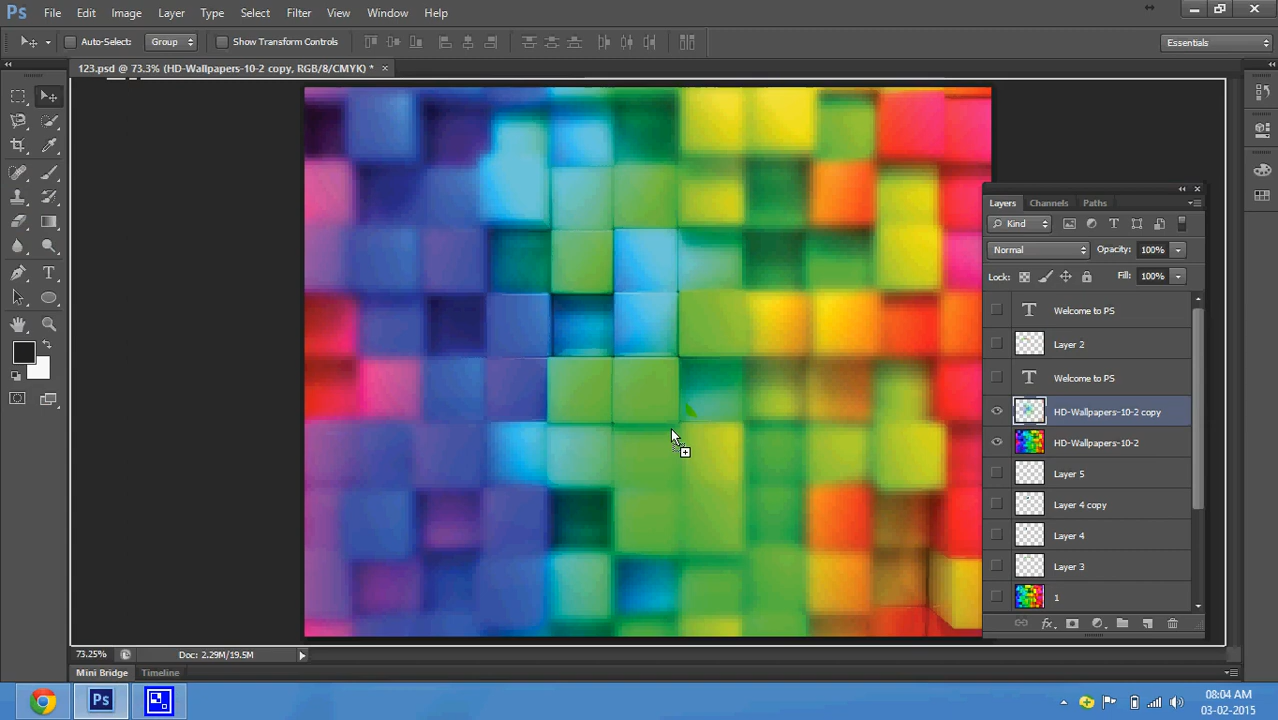 Ps File Edit Image Layer Type Select Filter 3D View Window Help
Auto-Select: Group Show Transform Controls Essentials
123.psd @ 73.3% (HD-Wallpapers-10-2 copy, RGB/8/CMYK) * ×
Layers Channels Paths
Kind
Normal Opacity: 100%
Lock: Fill: 100%
Welcome to PS
Layer 2
Welcome to PS
HD-Wallpapers-10-2 copy
HD-Wallpapers-10-2
Layer 5
Layer 4 copy
Layer 4
Layer 3
1
73.25% Doc: 2.29M/19.5M
Mini Bridge Timeline
Ps
08:04 AM
03-02-2015